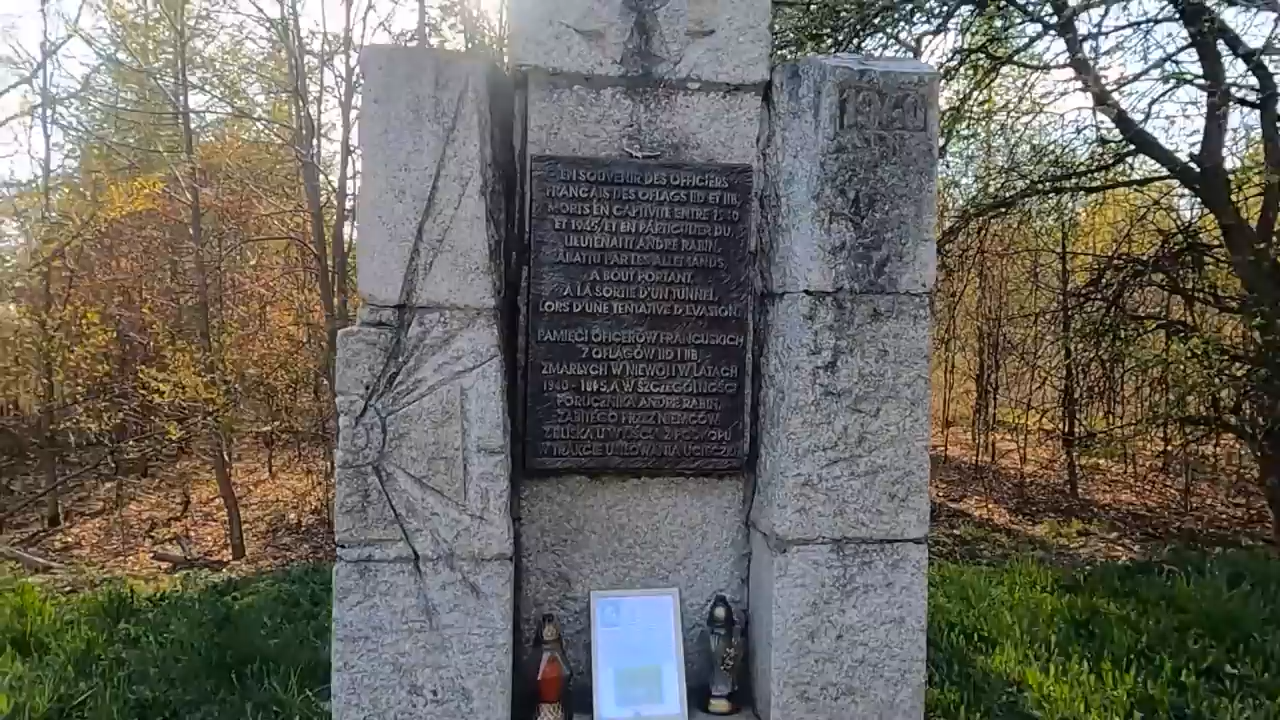 1940
EN SOUVENIR DES OFFICIERS
FRANCAIS DES OFLAGS IID ET IIB,
MORTS EN CAPTIVITE ENTRE 1940
ET 1945, ET EN PARTICULIER DU,
LIEUTENANT ANDRE RABIN,
ABATTU PAR LES ALLEMANDS,
A BOUT PORTANT,
A LA SORTIE D'UN TUNNEL,
LORS D'UNE TENTATIVE D'EVASION.
PAMIĘCI OFICERÓW FRANCUSKICH
Z OFLAGÓW IID I IIB,
ZMARŁYCH W NIEWOLI W LATACH
1940 - 1945, A W SZCZEGÓLNOŚCI
PORUCZNIKA ANDRE RABIN,
ZABITEGO PRZEZ NIEMCÓW,
Z BLISKA U WYJŚCIA Z PODKOPU
W TRAKCIE USIŁOWANIA UCIECZKI